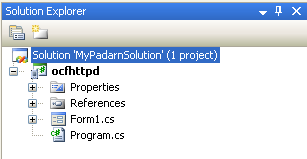 Solution Explorer
Solution 'MyPadarnSolution' (1 project)
ocfhttpd
Properties
References
Form1.cs
Program.cs